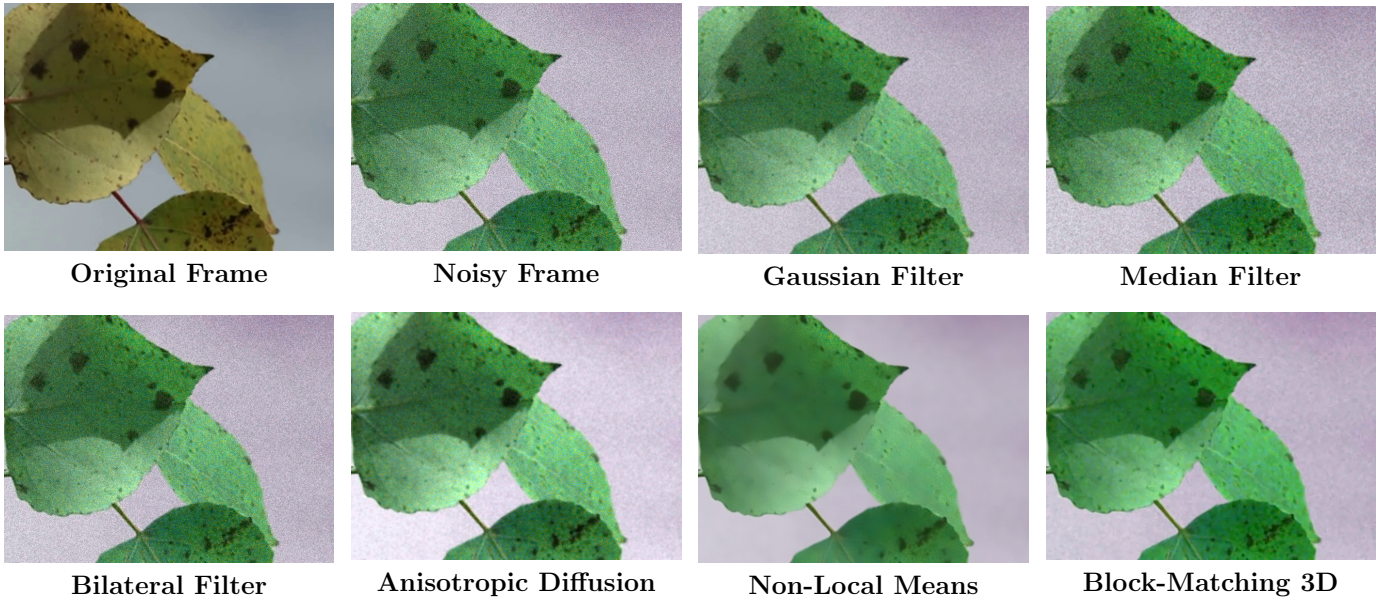 Original Frame
Noisy Frame
Gaussian Filter
Median Filter
Bilateral Filter
Anisotropic Diffusion
Non-Local Means
Block-Matching 3D